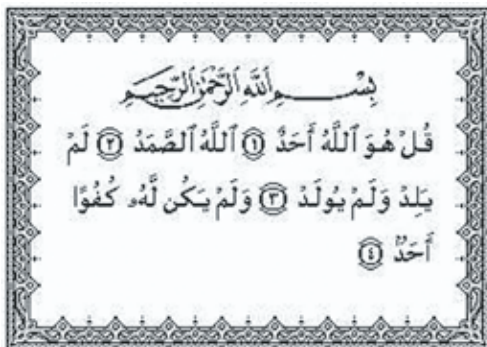 بِسْمِ ٱللَّهِ ٱلرَّحْمَٰنِ ٱلرَّحِيمِ
قُلْ هُوَ ٱللَّهُ أَحَدٌ ١ ٱللَّهُ ٱلصَّمَدُ ٢ لَمْ
يَلِدْ وَلَمْ يُولَدْ ٣ وَلَمْ يَكُن لَّهُۥ كُفُوًا
أَحَدٌۢ ٤